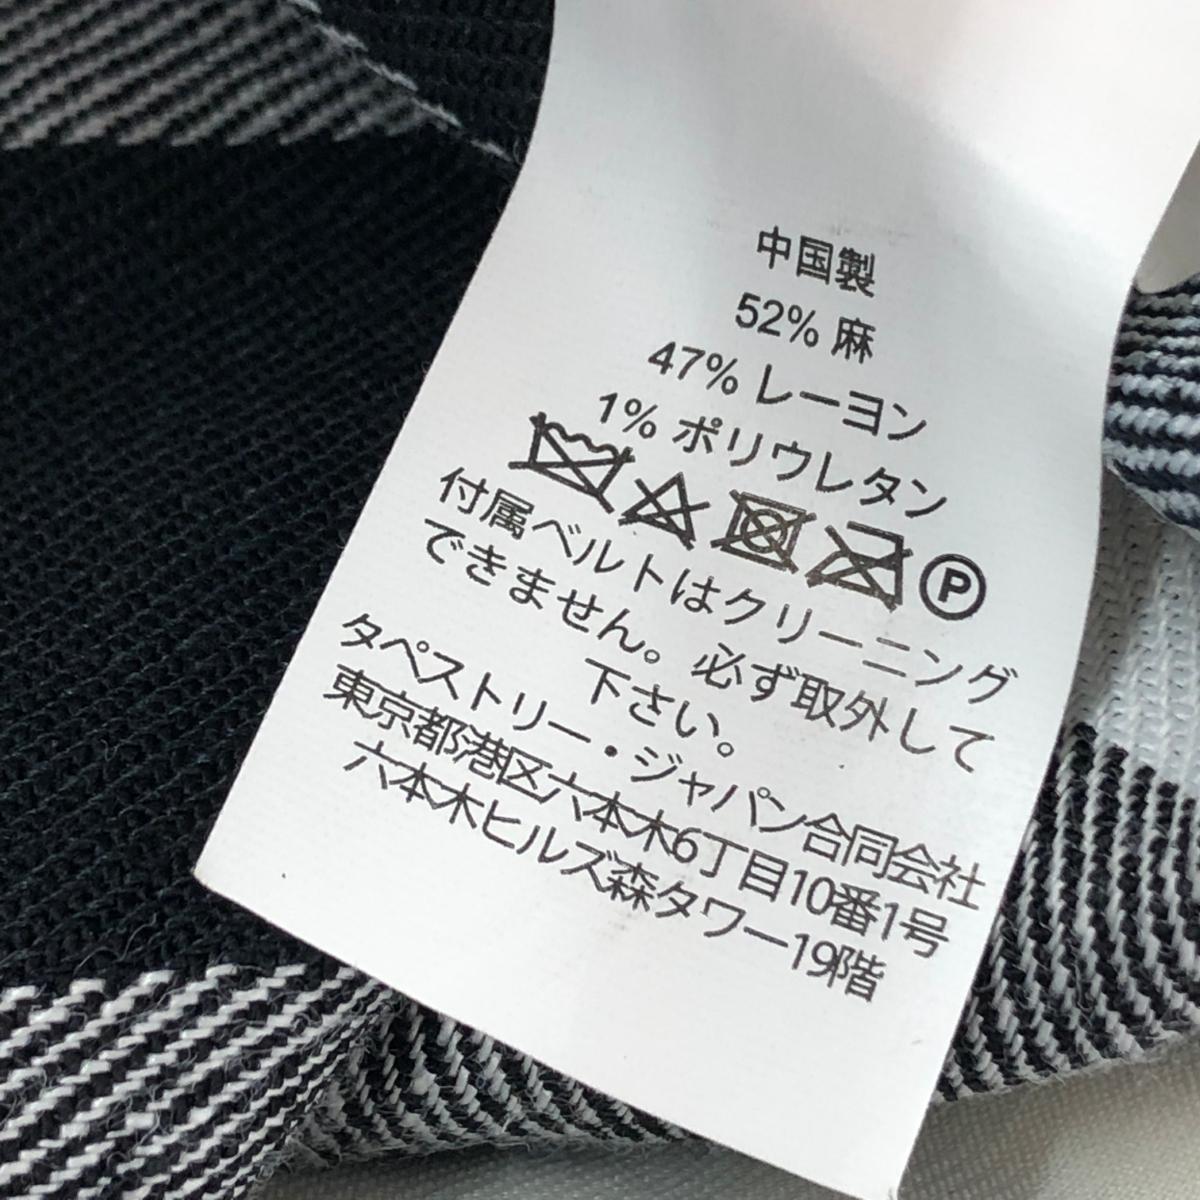 中国製
52% 麻
47% レーヨン
1% ポリウレタン
P
付属ベルトはクリーニング
できません。必ず取外して
下さい。
タペストリー・ジャパン合同会社
東京都港区六本木6丁目10番1号
六本木ヒルズ森タワー19階